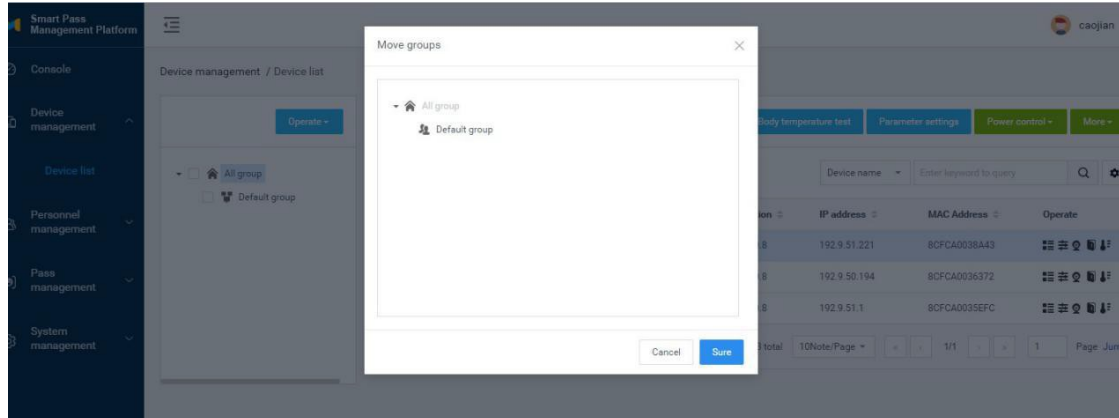 Smart Pass
Management Platform
caojian
Move groups
Console
Device management / Device list
All group
Default group
Device
management
Operate
Body temperature test
Parameter settings
Power control
More
Device list
All group
Default group
Device name
Enter keyword to query
Personnel
management
IP address
MAC Address
Operate
192.9.51.221
8CFCA0038A43
Pass
management
192.9.50.194
8CFCA0036372
192.9.51.1
8CFCA0035EFC
System
management
Cancel
Sure
total
10Note/Page
1/1
1
Page